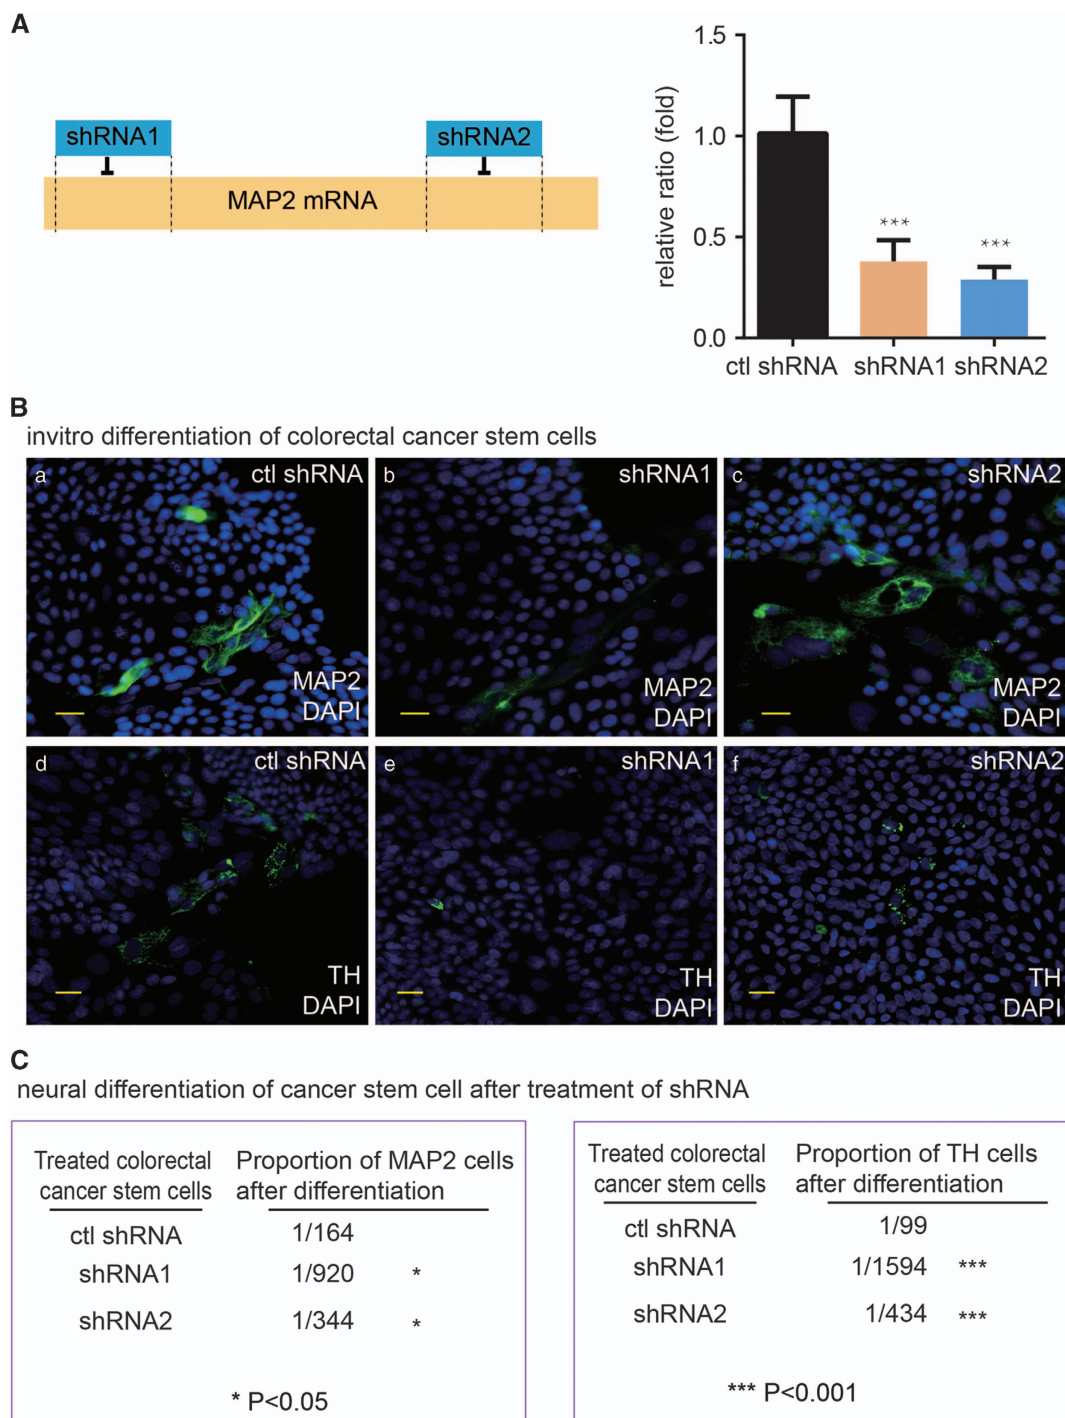 A
shRNA1
shRNA2
MAP2 mRNA
relative ratio (fold)
1.5
1.0
0.5
0.0
***
***
ctl shRNA shRNA1 shRNA2
B
invitro differentiation of colorectal cancer stem cells
a
ctl shRNA
MAP2
DAPI
b
shRNA1
MAP2
DAPI
c
shRNA2
MAP2
DAPI
d
ctl shRNA
TH
DAPI
e
shRNA1
TH
DAPI
f
shRNA2
TH
DAPI
C
neural differentiation of cancer stem cell after treatment of shRNA
Treated colorectal
cancer stem cells
Proportion of MAP2 cells
after differentiation
ctl shRNA 1/164
shRNA1 1/920 *
shRNA2 1/344 *
* P<0.05
Treated colorectal
cancer stem cells
Proportion of TH cells
after differentiation
ctl shRNA 1/99
shRNA1 1/1594 ***
shRNA2 1/434 ***
*** P<0.001